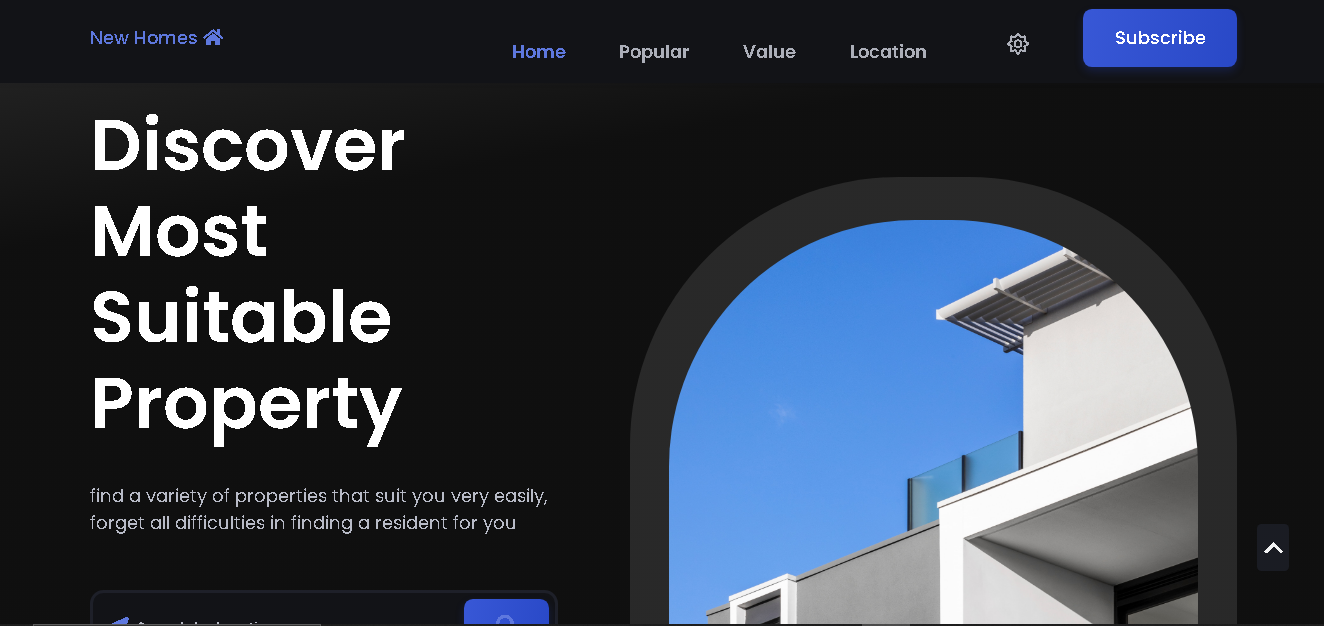 New Homes
Home
Popular
Value
Location
Subscribe
Discover
Most
Suitable
Property
find a variety of properties that suit you very easily,
forget all difficulties in finding a resident for you